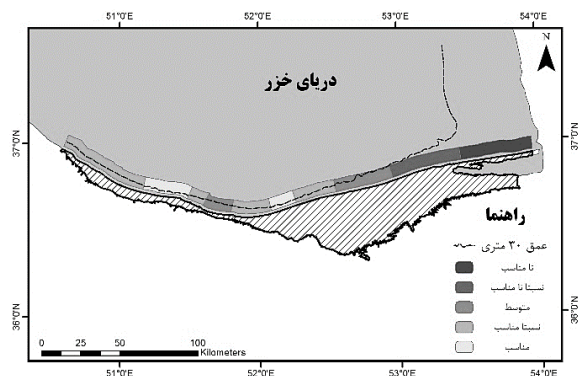 51°0'E 52°0'E 53°0'E 54°0'E
N
دریای خزر
37°0'N 37°0'N
راهنما
عمق ۳۰ متری
نا مناسب
نسبتا نا مناسب
متوسط
نسبتا مناسب
مناسب
36°0'N 36°0'N
0 25 50 100
Kilometers
51°0'E 52°0'E 53°0'E 54°0'E